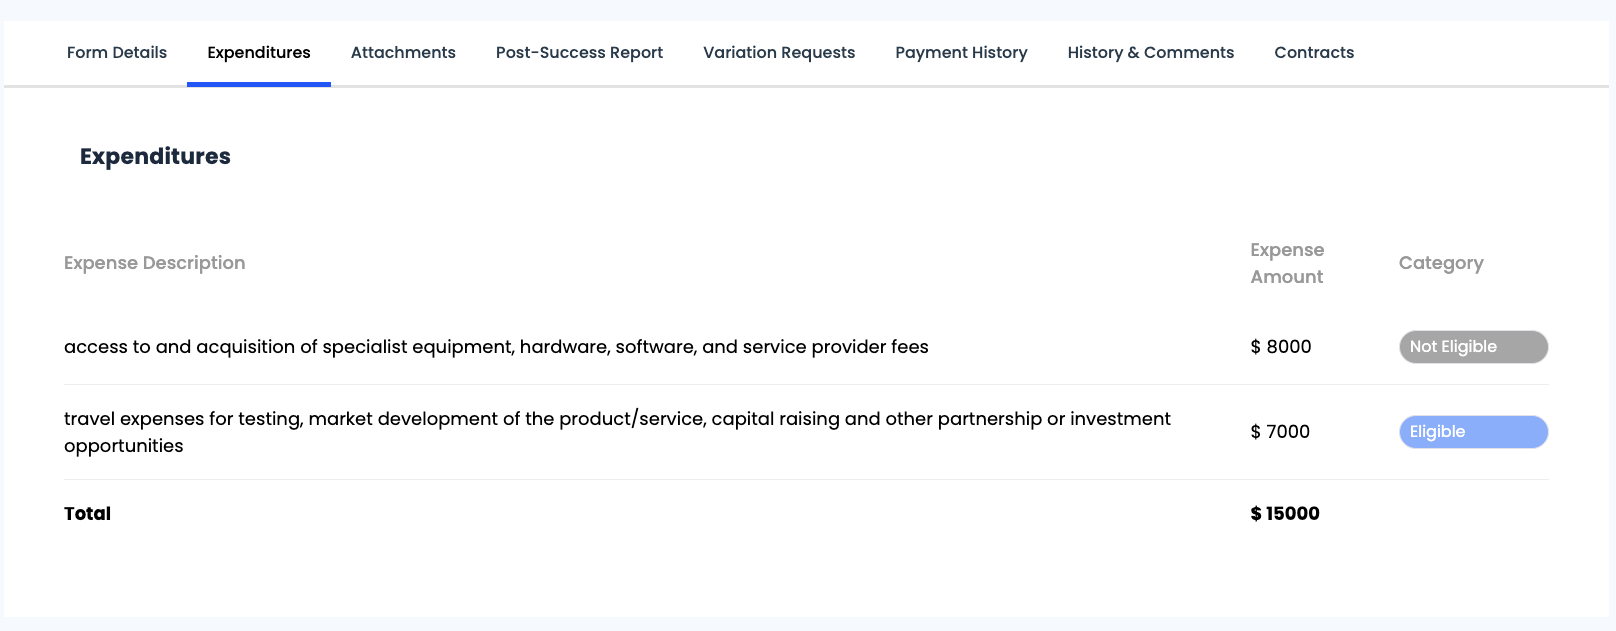 Form Details Expenditures Attachments Post-Success Report Variation Requests Payment History History & Comments Contracts
Expenditures
Expense Description
Expense
Amount
Category
access to and acquisition of specialist equipment, hardware, software, and service provider fees
$ 8000
Not Eligible
travel expenses for testing, market development of the product/service, capital raising and other partnership or investment
opportunities
$ 7000
Eligible
Total
$ 15000